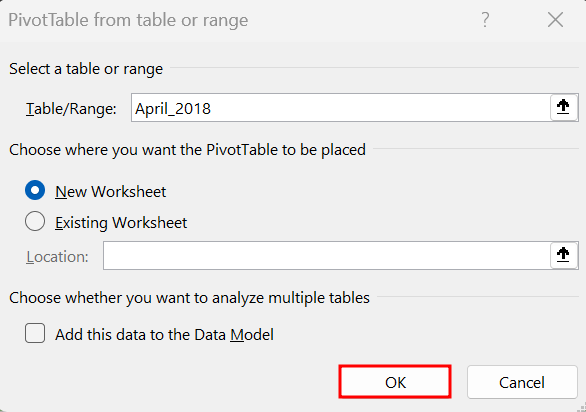 PivotTable from table or range ?
Select a table or range
Table/Range: April_2018
Choose where you want the PivotTable to be placed
New Worksheet
Existing Worksheet
Location:
Choose whether you want to analyze multiple tables
Add this data to the Data Model
OK Cancel